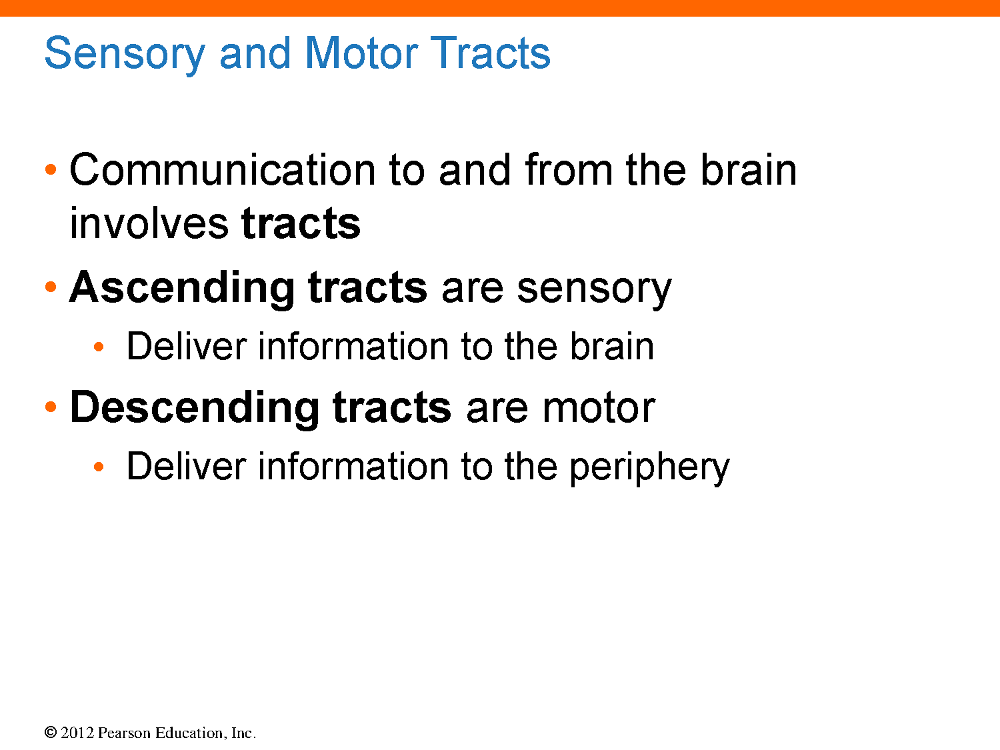 Sensory and Motor Tracts
• Communication to and from the brain
involves tracts
• Ascending tracts are sensory
• Deliver information to the brain
• Descending tracts are motor
• Deliver information to the periphery
© 2012 Pearson Education, Inc.